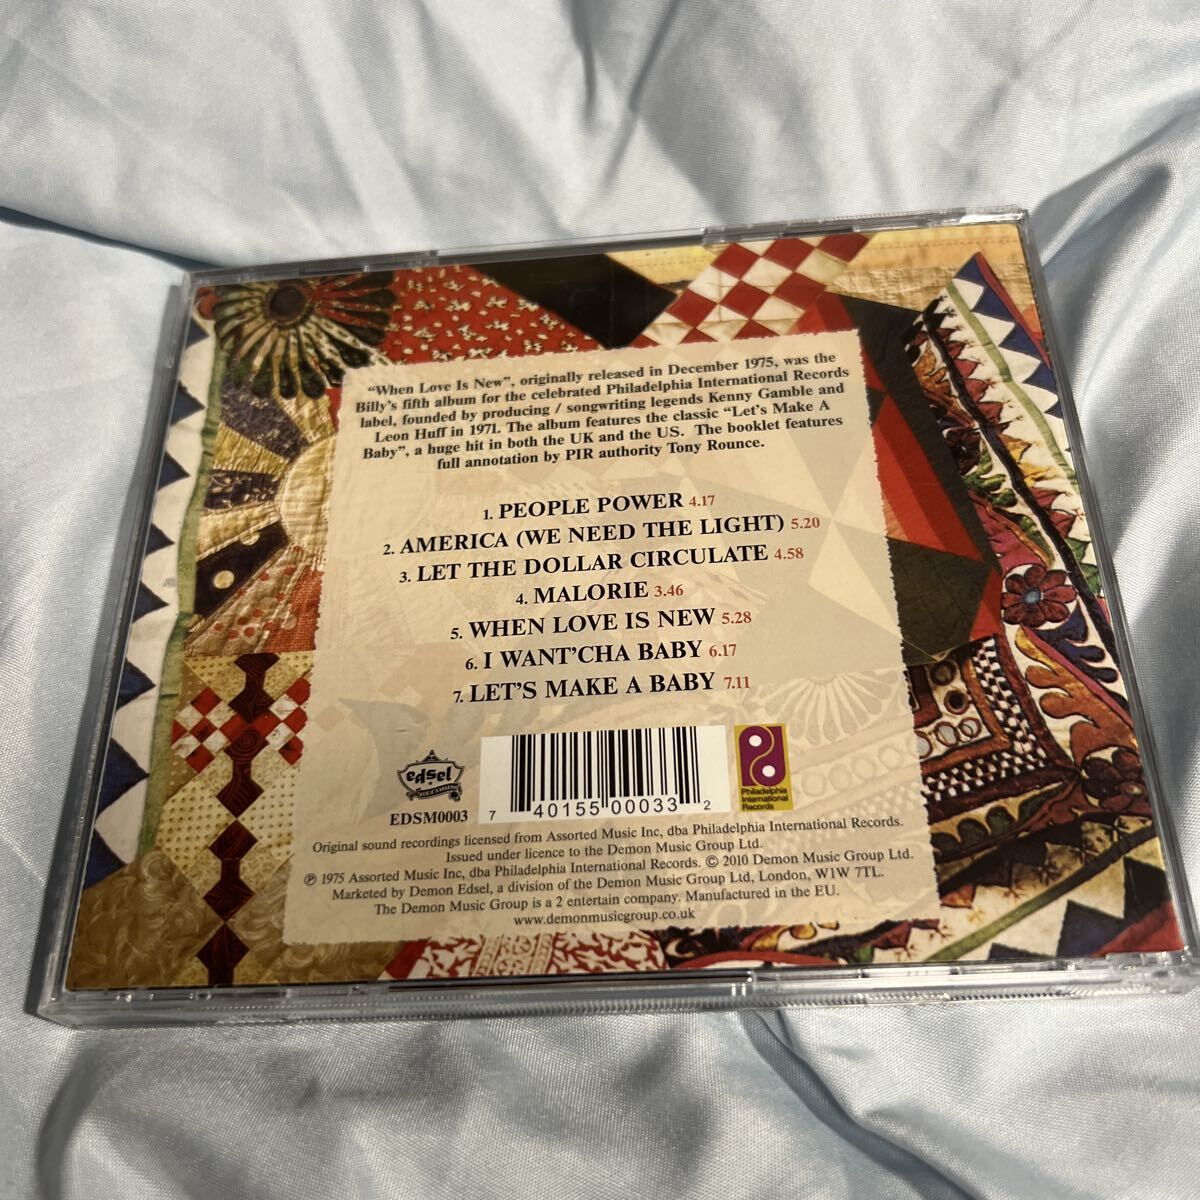 "When Love Is New", originally released in December 1975, was the
Billy's fifth album for the celebrated Philadelphia International Records
label, founded by producing / songwriting legends Kenny Gamble and
Leon Huff in 1971. The album features the classic "Let's Make A
Baby", a huge hit in both the UK and the US. The booklet features
full annotation by PIR authority Tony Rounce.
1. PEOPLE POWER 4.17
2. AMERICA (WE NEED THE LIGHT) 5.20
3. LET THE DOLLAR CIRCULATE 4.58
4. MALORIE 3.46
5. WHEN LOVE IS NEW 5.28
6. I WANT'CHA BABY 6.17
7. LET'S MAKE A BABY 7.11
edsel
RECORDS
EDSM0003
7 40155 00033 2
Philadelphia
International
Records
Original sound recordings licensed from Assorted Music Inc, dba Philadelphia International Records.
Issued under licence to the Demon Music Group Ltd.
℗ 1975 Assorted Music Inc, dba Philadelphia International Records. © 2010 Demon Music Group Ltd.
Marketed by Demon Edsel, a division of the Demon Music Group Ltd, London, W1W 7TL.
The Demon Music Group is a 2 entertain company. Manufactured in the EU.
www.demonmusicgroup.co.uk